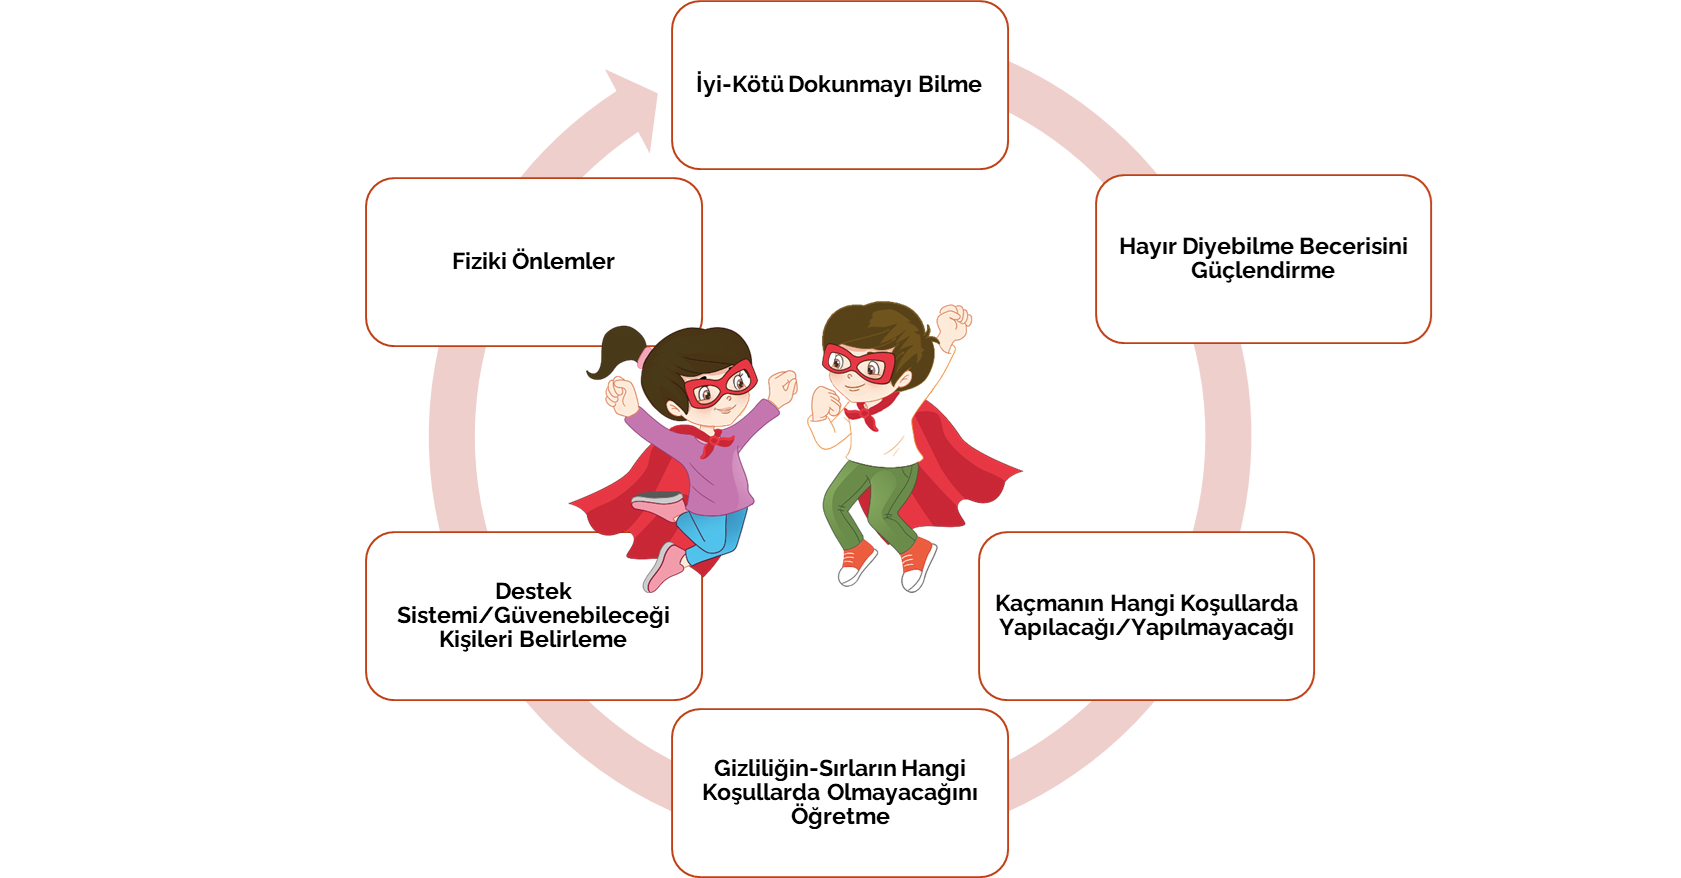 İyi-Kötü Dokunmayı Bilme
Hayır Diyebilme Becerisini
Güçlendirme
Kaçmanın Hangi Koşullarda
Yapılacağı/Yapılmayacağı
Gizliliğin-Sırların Hangi
Koşullarda Olmayacağını
Öğretme
Destek
Sistemi/Güvenebileceği
Kişileri Belirleme
Fiziki Önlemler